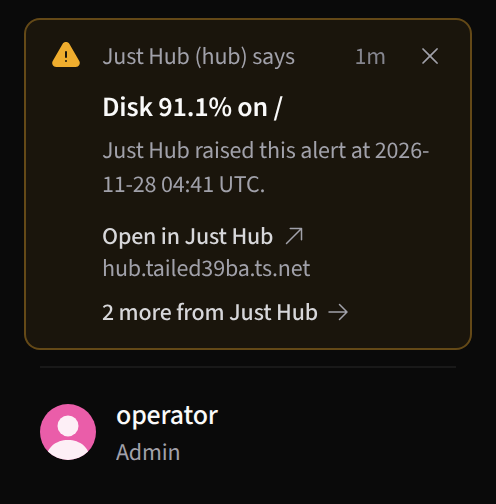 Just Hub (hub) says 1m
Disk 91.1% on /
Just Hub raised this alert at 2026-
11-28 04:41 UTC.
Open in Just Hub
hub.tailed39ba.ts.net
2 more from Just Hub
operator
Admin